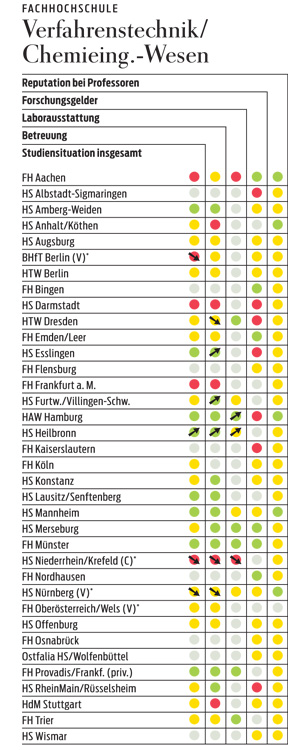 FACHHOCHSCHULE
Verfahrenstechnik/
Chemieing.-Wesen
Reputation bei Professoren
Forschungsgelder
Laborausstattung
Betreuung
Studiensituation insgesamt
FH Aachen
HS Albstadt-Sigmaringen
HS Amberg-Weiden
HS Anhalt/Köthen
HS Augsburg
BHfT Berlin (V)*
HTW Berlin
FH Bingen
HS Darmstadt
HTW Dresden
FH Emden/Leer
HS Esslingen
FH Flensburg
FH Frankfurt a. M.
HS Furtw./Villingen-Schw.
HAW Hamburg
HS Heilbronn
FH Kaiserslautern
FH Köln
HS Konstanz
HS Lausitz/Senftenberg
HS Mannheim
HS Merseburg
FH Münster
HS Niederrhein/Krefeld (C)*
FH Nordhausen
HS Nürnberg (V)*
FH Oberösterreich/Wels (V)*
HS Offenburg
FH Osnabrück
Ostfalia HS/Wolfenbüttel
FH Provadis/Frankf. (priv.)
HS RheinMain/Rüsselsheim
HdM Stuttgart
FH Trier
HS Wismar